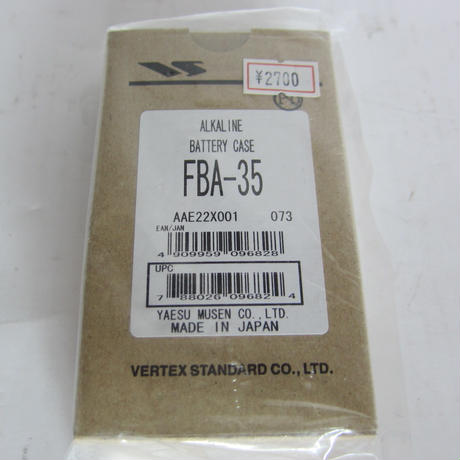 ¥2700
ALKALINE
BATTERY CASE
FBA-35
AAE22X001 073
EAN/JAN
4 909959 096828
UPC
7 88026 09682 4
YAESU MUSEN CO., LTD.
MADE IN JAPAN
VERTEX STANDARD CO., LTD.